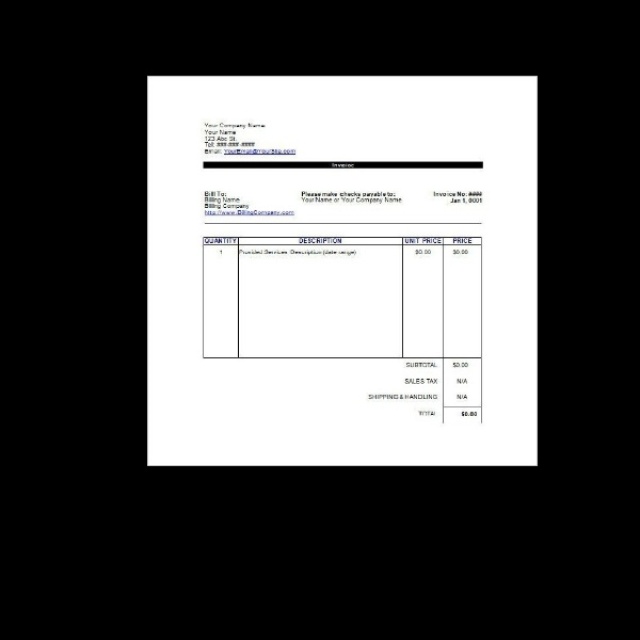 Your Company Name
Your Name
123 Abc St.
Tel: ###-###-####
Email: YourEmail@YourSite.com
Invoice
Bill To: Please make checks payable to: Invoice No. ####
Billing Name Your Name or Your Company Name Jan 1, 0001
Billing Company
http://www.BillingCompany.com
QUANTITY DESCRIPTION UNIT PRICE PRICE
1 Provided Services Description (date range) $0.00 $0.00
SUBTOTAL $0.00
SALES TAX N/A
SHIPPING & HANDLING N/A
TOTAL $0.00